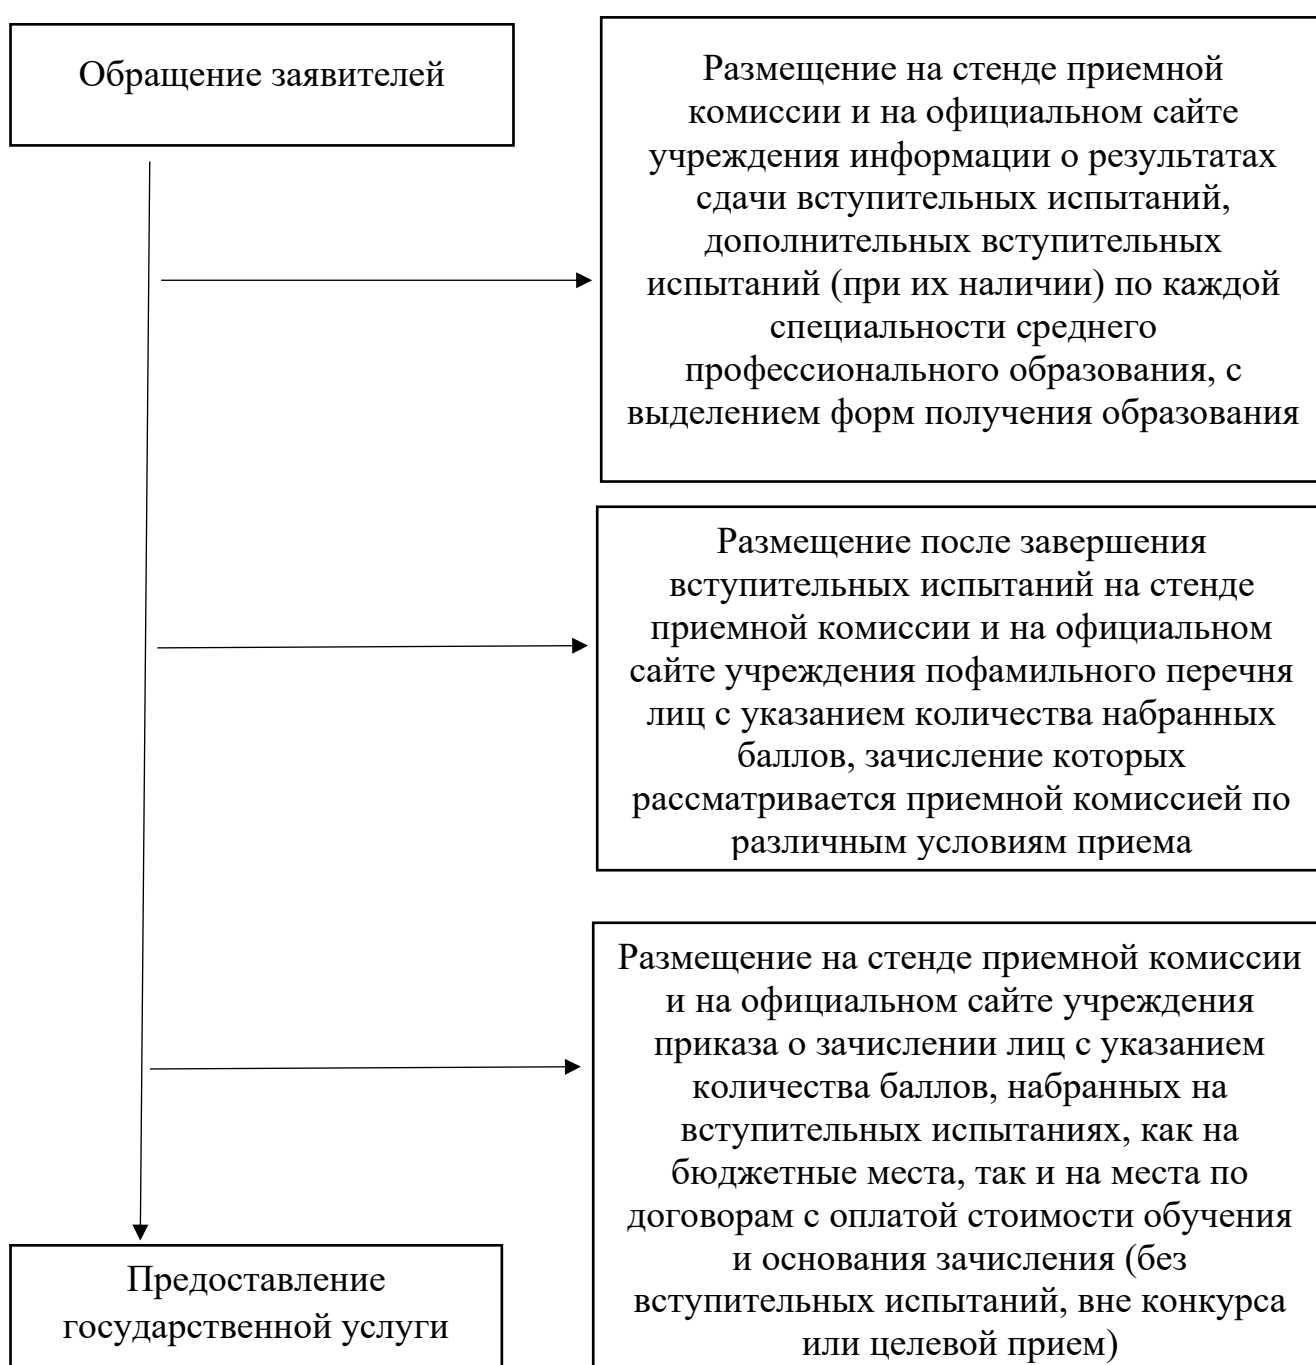 Обращение заявителей
Размещение на стенде приемной
комиссии и на официальном сайте
учреждения информации о результатах
сдачи вступительных испытаний,
дополнительных вступительных
испытаний (при их наличии) по каждой
специальности среднего
профессионального образования, с
выделением форм получения образования
Размещение после завершения
вступительных испытаний на стенде
приемной комиссии и на официальном
сайте учреждения пофамильного перечня
лиц с указанием количества набранных
баллов, зачисление которых
рассматривается приемной комиссией по
различным условиям приема
Размещение на стенде приемной комиссии
и на официальном сайте учреждения
приказа о зачислении лиц с указанием
количества баллов, набранных на
вступительных испытаниях, как на
бюджетные места, так и на места по
договорам с оплатой стоимости обучения
и основания зачисления (без
вступительных испытаний, вне конкурса
или целевой прием)
Предоставление
государственной услуги